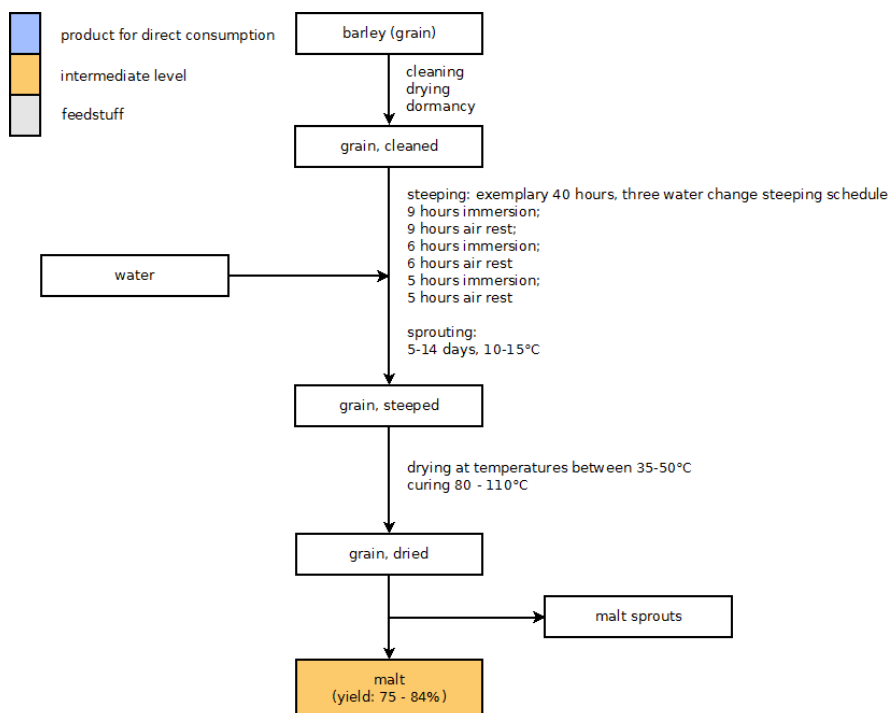 product for direct consumption
intermediate level
feedstuff
barley (grain)
cleaning
drying
dormancy
grain, cleaned
steeping: exemplary 40 hours, three water change steeping schedule
9 hours immersion;
9 hours air rest;
6 hours immersion;
6 hours air rest
5 hours immersion;
5 hours air rest
water
sprouting:
5-14 days, 10-15°C
grain, steeped
drying at temperatures between 35-50°C
curing 80 - 110°C
grain, dried
malt sprouts
malt
(yield: 75 - 84%)